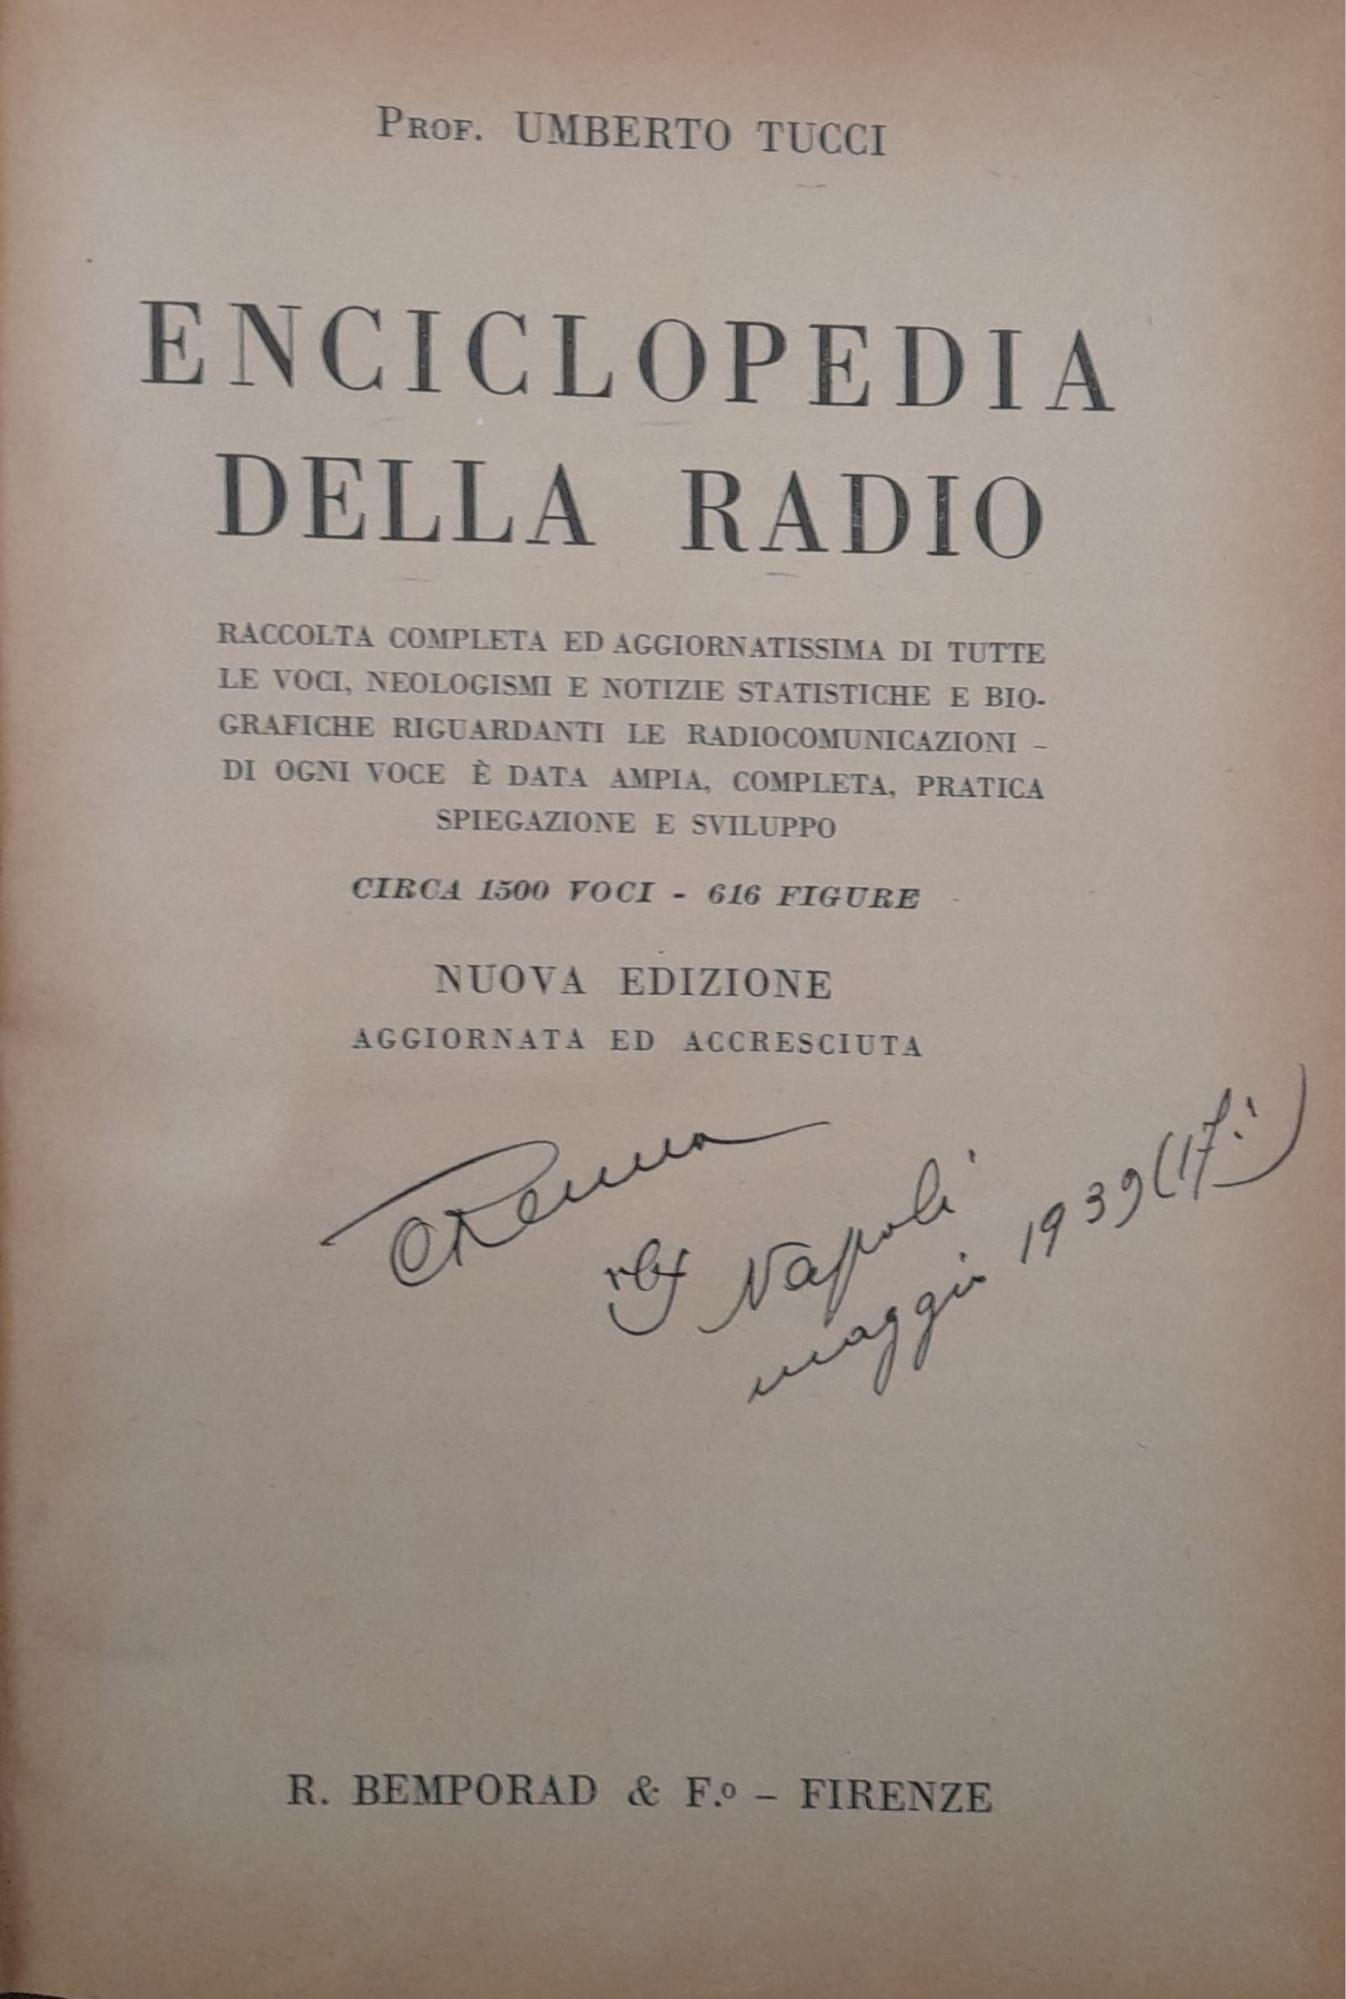 PROF. UMBERTO TUCCI
ENCICLOPEDIA
DELLA RADIO
RACCOLTA COMPLETA ED AGGIORNATISSIMA DI TUTTE
LE VOCI, NEOLOGISMI E NOTIZIE STATISTICHE E BIO-
GRAFICHE RIGUARDANTI LE RADIOCOMUNICAZIONI –
DI OGNI VOCE È DATA AMPIA, COMPLETA, PRATICA
SPIEGAZIONE E SVILUPPO
CIRCA 1500 VOCI - 616 FIGURE
NUOVA EDIZIONE
AGGIORNATA ED ACCRESCIUTA
Napoli
maggio 1939 (17:)
R. BEMPORAD & F.º – FIRENZE